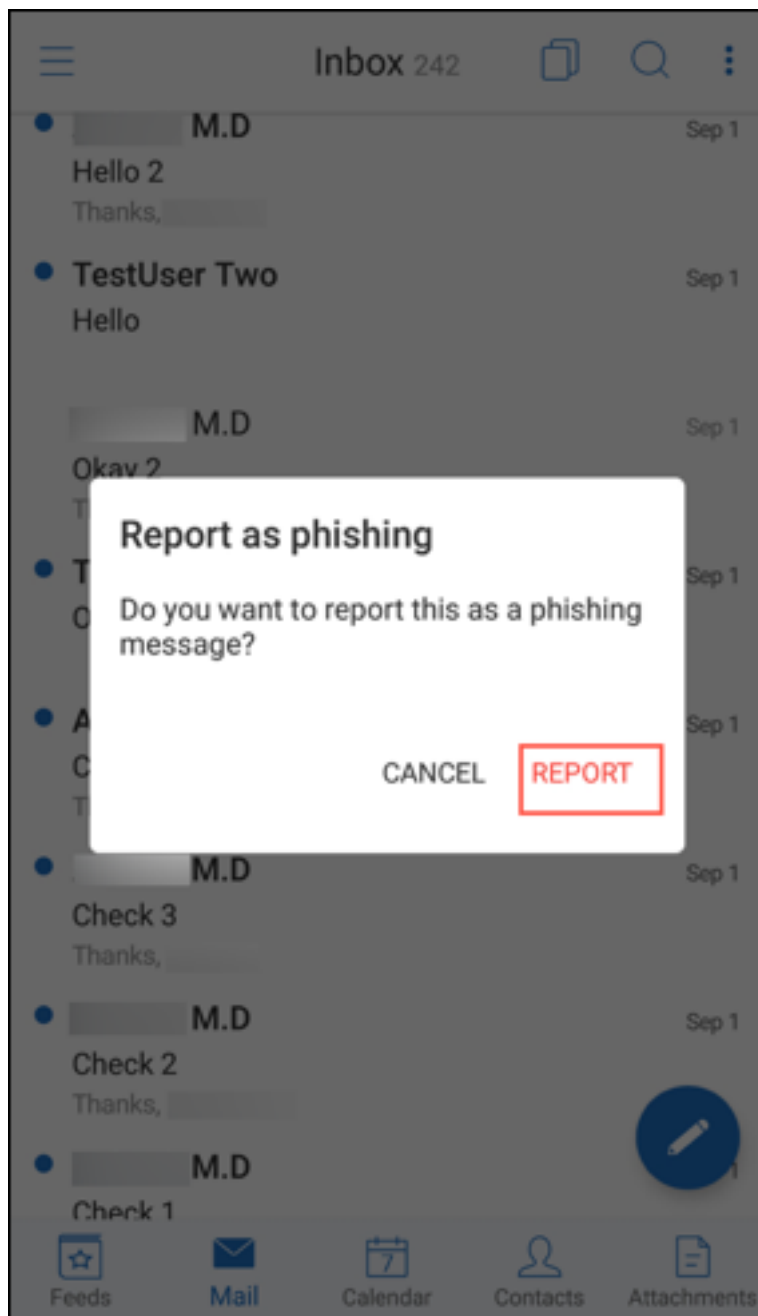 Inbox 242
M.D
Sep 1
Hello 2
Thanks,
TestUser Two
Sep 1
Hello
M.D
Sep 1
Okay 2
T
Report as phishing
T
Sep 1
Do you want to report this as a phishing
message?
A
Sep 1
C
CANCEL
REPORT
T
M.D
Sep 1
Check 3
Thanks,
M.D
Sep 1
Check 2
Thanks,
M.D
1
Check 1
7
Feeds
Mail
Calendar
Contacts
Attachments